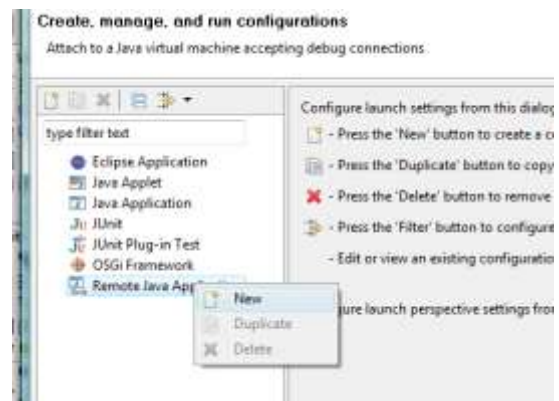 Create, manage, and run configurations
Attach to a Java virtual machine accepting debug connections
type filter text
Eclipse Application
Java Applet
Java Application
JUnit
JUnit Plug-in Test
OSGi Framework
Remote Java App
New
Duplicate
Delete
Configure launch settings from this dialog
- Press the 'New' button to create a co
- Press the 'Duplicate' button to copy
- Press the 'Delete' button to remove
- Press the 'Filter' button to configure
- Edit or view an existing configuratio
ure launch perspective settings from